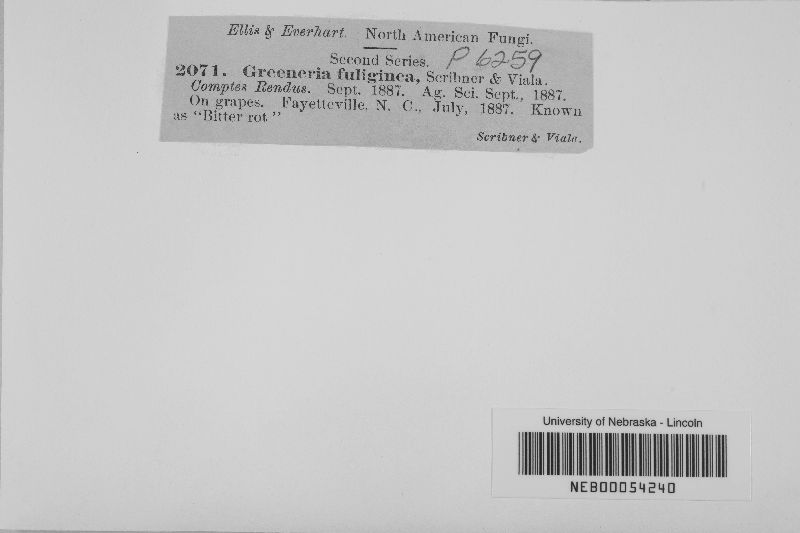 Ellis & Everhart. North American Fungi.
Second Series. P 6259
2071. Greeneria fuliginea, Scribner & Viala.
Comptes Rendus. Sept. 1887. Ag. Sci. Sept., 1887.
On grapes. Fayetteville, N. C., July, 1887. Known
as "Bitter rot"
Scribner & Viala.
University of Nebraska - Lincoln
NEB00054240